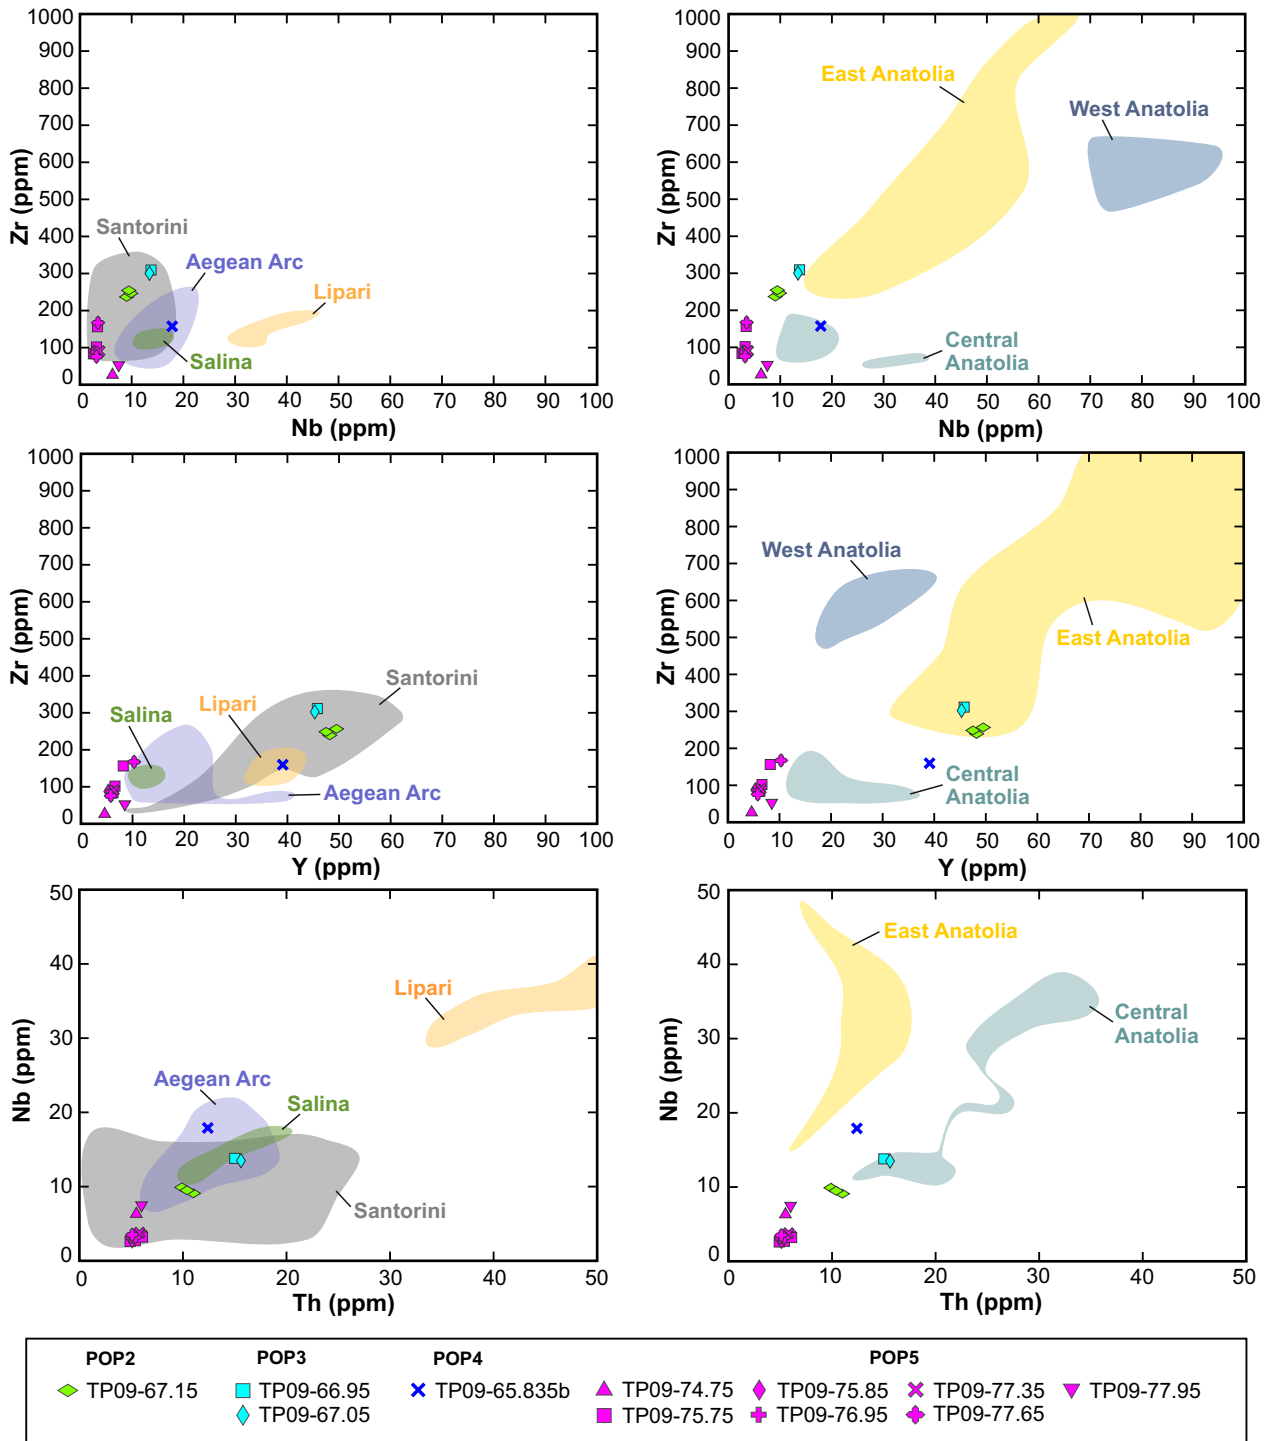 1000
900
800
700
600
500
400
300
200
100
0
Zr (ppm)
Santorini
Aegean Arc
Lipari
Salina
0 10 20 30 40 50 60 70 80 90 100
Nb (ppm)
1000
900
800
700
600
500
400
300
200
100
0
Zr (ppm)
East Anatolia
West Anatolia
Central
Anatolia
0 10 20 30 40 50 60 70 80 90 100
Nb (ppm)
1000
900
800
700
600
500
400
300
200
100
0
Zr (ppm)
Santorini
Lipari
Salina
Aegean Arc
0 10 20 30 40 50 60 70 80 90 100
Y (ppm)
1000
900
800
700
600
500
400
300
200
100
0
Zr (ppm)
West Anatolia
East Anatolia
Central
Anatolia
0 10 20 30 40 50 60 70 80 90 100
Y (ppm)
50
40
30
20
10
0
Nb (ppm)
Lipari
Aegean Arc
Salina
Santorini
0 10 20 30 40 50
Th (ppm)
50
40
30
20
10
0
Nb (ppm)
East Anatolia
Central
Anatolia
0 10 20 30 40 50
Th (ppm)
POP2 POP3 POP4 POP5
TP09-67.15 TP09-66.95 TP09-65.835b TP09-74.75 TP09-75.85 TP09-77.35 TP09-77.95
TP09-67.05 TP09-75.75 TP09-76.95 TP09-77.65